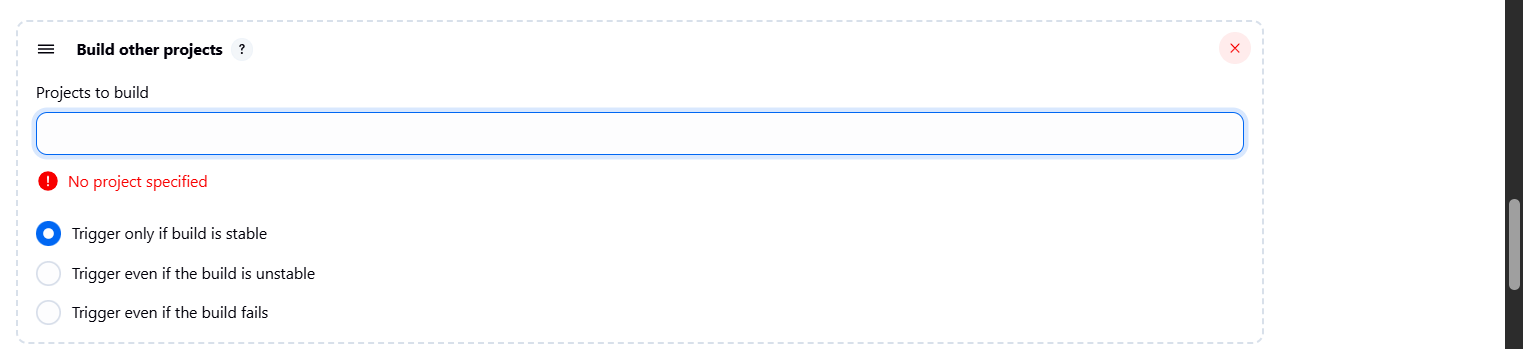 Build other projects ?
Projects to build
No project specified
Trigger only if build is stable
Trigger even if the build is unstable
Trigger even if the build fails